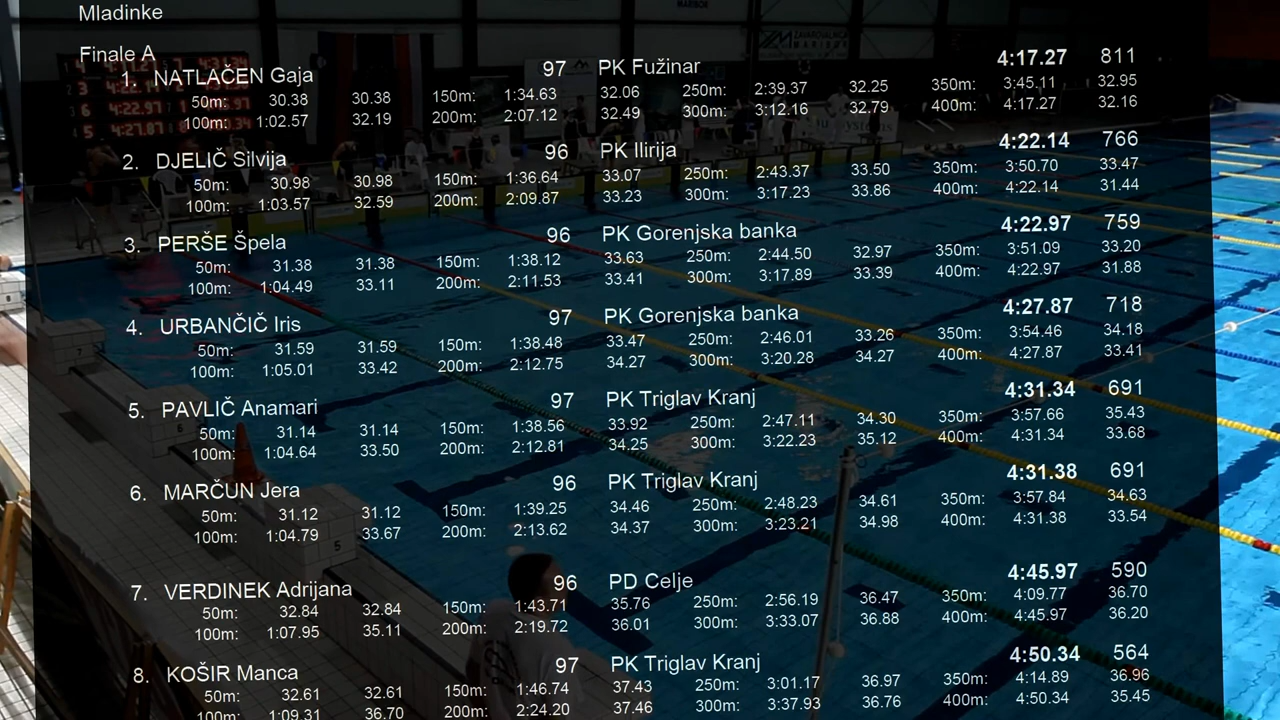 Mladinke
Finale A
1. NATLAČEN Gaja 97 PK Fužinar 4:17.27 811
50m: 30.38 30.38 150m: 1:34.63 32.06 250m: 2:39.37 32.25 350m: 3:45.11 32.95
100m: 1:02.57 32.19 200m: 2:07.12 32.49 300m: 3:12.16 32.79 400m: 4:17.27 32.16
2. DJELIČ Silvija 96 PK Ilirija 4:22.14 766
50m: 30.98 30.98 150m: 1:36.64 33.07 250m: 2:43.37 33.50 350m: 3:50.70 33.47
100m: 1:03.57 32.59 200m: 2:09.87 33.23 300m: 3:17.23 33.86 400m: 4:22.14 31.44
3. PERŠE Špela 96 PK Gorenjska banka 4:22.97 759
50m: 31.38 31.38 150m: 1:38.12 33.63 250m: 2:44.50 32.97 350m: 3:51.09 33.20
100m: 1:04.49 33.11 200m: 2:11.53 33.41 300m: 3:17.89 33.39 400m: 4:22.97 31.88
4. URBANČIČ Iris 97 PK Gorenjska banka 4:27.87 718
50m: 31.59 31.59 150m: 1:38.48 33.47 250m: 2:46.01 33.26 350m: 3:54.46 34.18
100m: 1:05.01 33.42 200m: 2:12.75 34.27 300m: 3:20.28 34.27 400m: 4:27.87 33.41
5. PAVLIČ Anamari 97 PK Triglav Kranj 4:31.34 691
50m: 31.14 31.14 150m: 1:38.56 33.92 250m: 2:47.11 34.30 350m: 3:57.66 35.43
100m: 1:04.64 33.50 200m: 2:12.81 34.25 300m: 3:22.23 35.12 400m: 4:31.34 33.68
6. MARČUN Jera 96 PK Triglav Kranj 4:31.38 691
50m: 31.12 31.12 150m: 1:39.25 34.46 250m: 2:48.23 34.61 350m: 3:57.84 34.63
100m: 1:04.79 33.67 200m: 2:13.62 34.37 300m: 3:23.21 34.98 400m: 4:31.38 33.54
7. VERDINEK Adrijana 96 PD Celje 4:45.97 590
50m: 32.84 32.84 150m: 1:43.71 35.76 250m: 2:56.19 36.47 350m: 4:09.77 36.70
100m: 1:07.95 35.11 200m: 2:19.72 36.01 300m: 3:33.07 36.88 400m: 4:45.97 36.20
8. KOŠIR Manca 97 PK Triglav Kranj 4:50.34 564
50m: 32.61 32.61 150m: 1:46.74 37.43 250m: 3:01.17 36.97 350m: 4:14.89 36.96
100m: 1:09.31 36.70 200m: 2:24.20 37.46 300m: 3:37.93 36.76 400m: 4:50.34 35.45